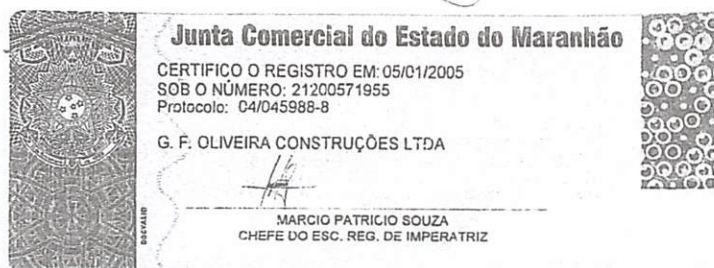 Junta Comercial do Estado do Maranhão
CERTIFICO O REGISTRO EM: 05/01/2005
SOB O NÚMERO: 21200571955
Protocolo: 04/045988-8
G. F. OLIVEIRA CONSTRUÇÕES LTDA
MARCIO PATRICIO SOUZA
CHEFE DO ESC. REG. DE IMPERATRIZ
DOCVALID